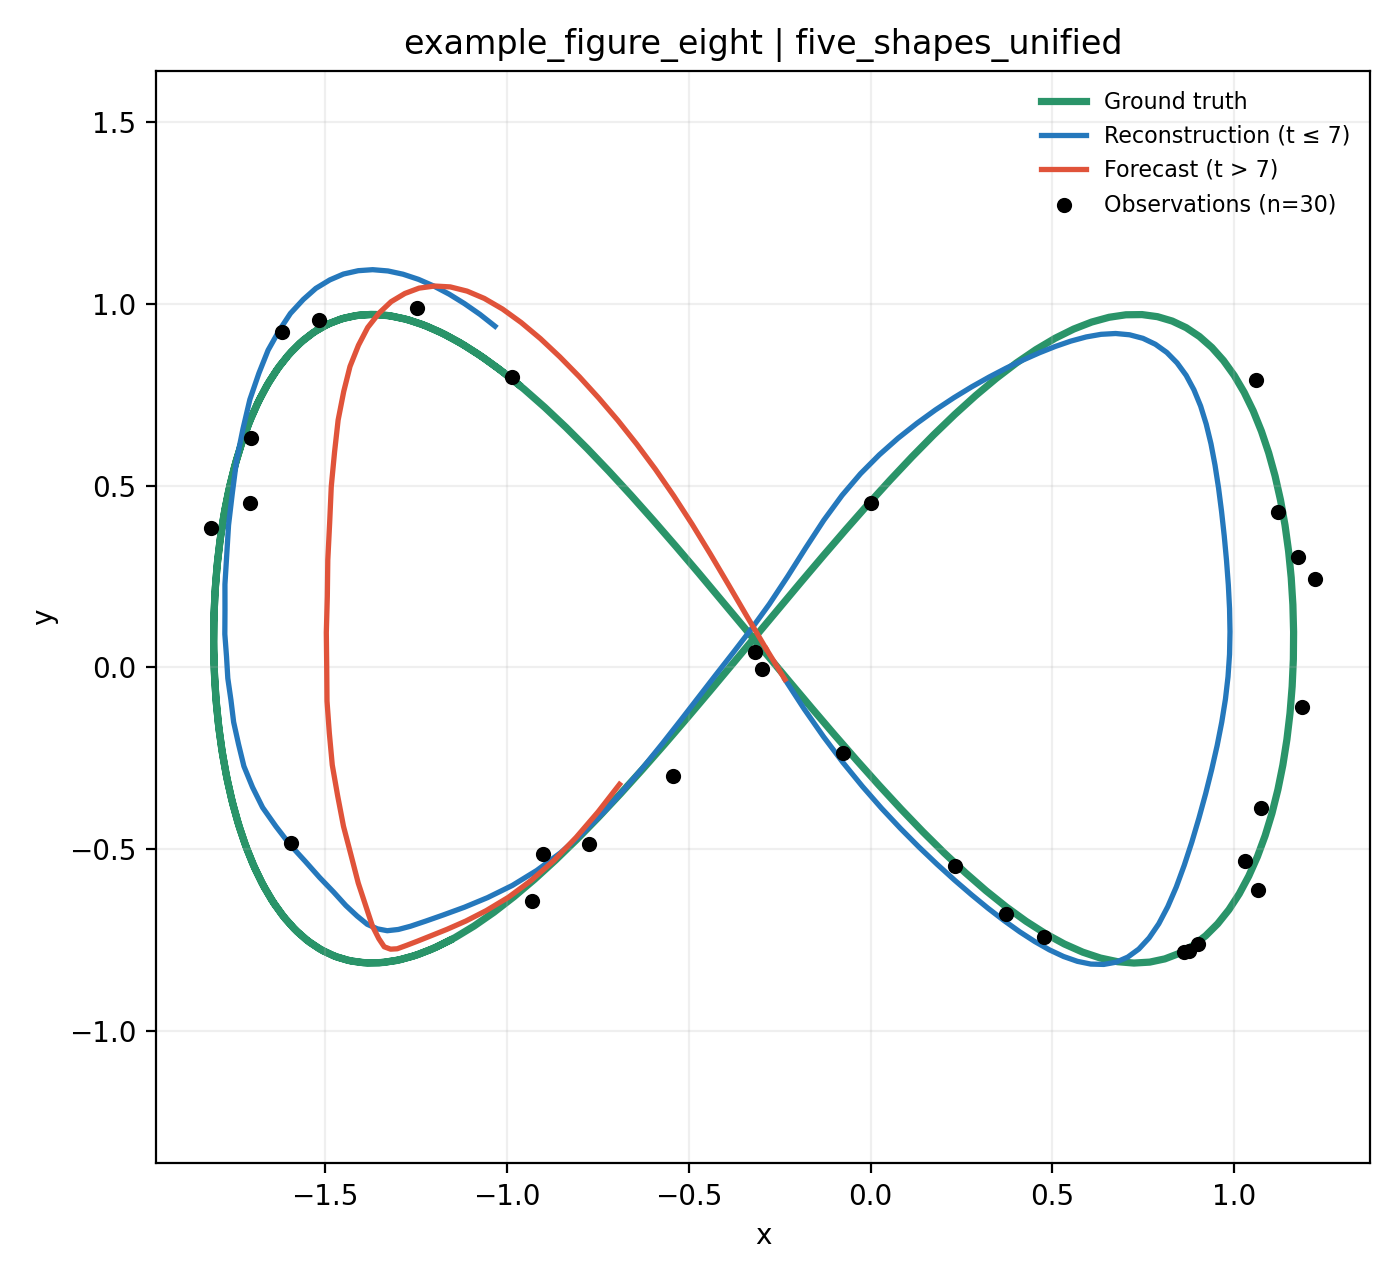 example_figure_eight | five_shapes_unified
Ground truth
Reconstruction (t ≤ 7)
Forecast (t > 7)
Observations (n=30)
1.5
1.0
0.5
0.0
−0.5
−1.0
y
−1.5
−1.0
−0.5
0.0
0.5
1.0
x